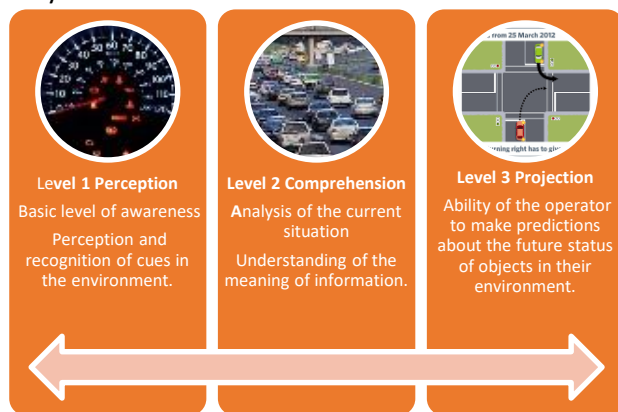 from 25 March 2012
urning right has to giv
Level 1 Perception
Basic level of awareness
Perception and
recognition of cues in
the environment.
Level 2 Comprehension
Analysis of the current
situation
Understanding of the
meaning of information.
Level 3 Projection
Ability of the operator
to make predictions
about the future status
of objects in their
environment.